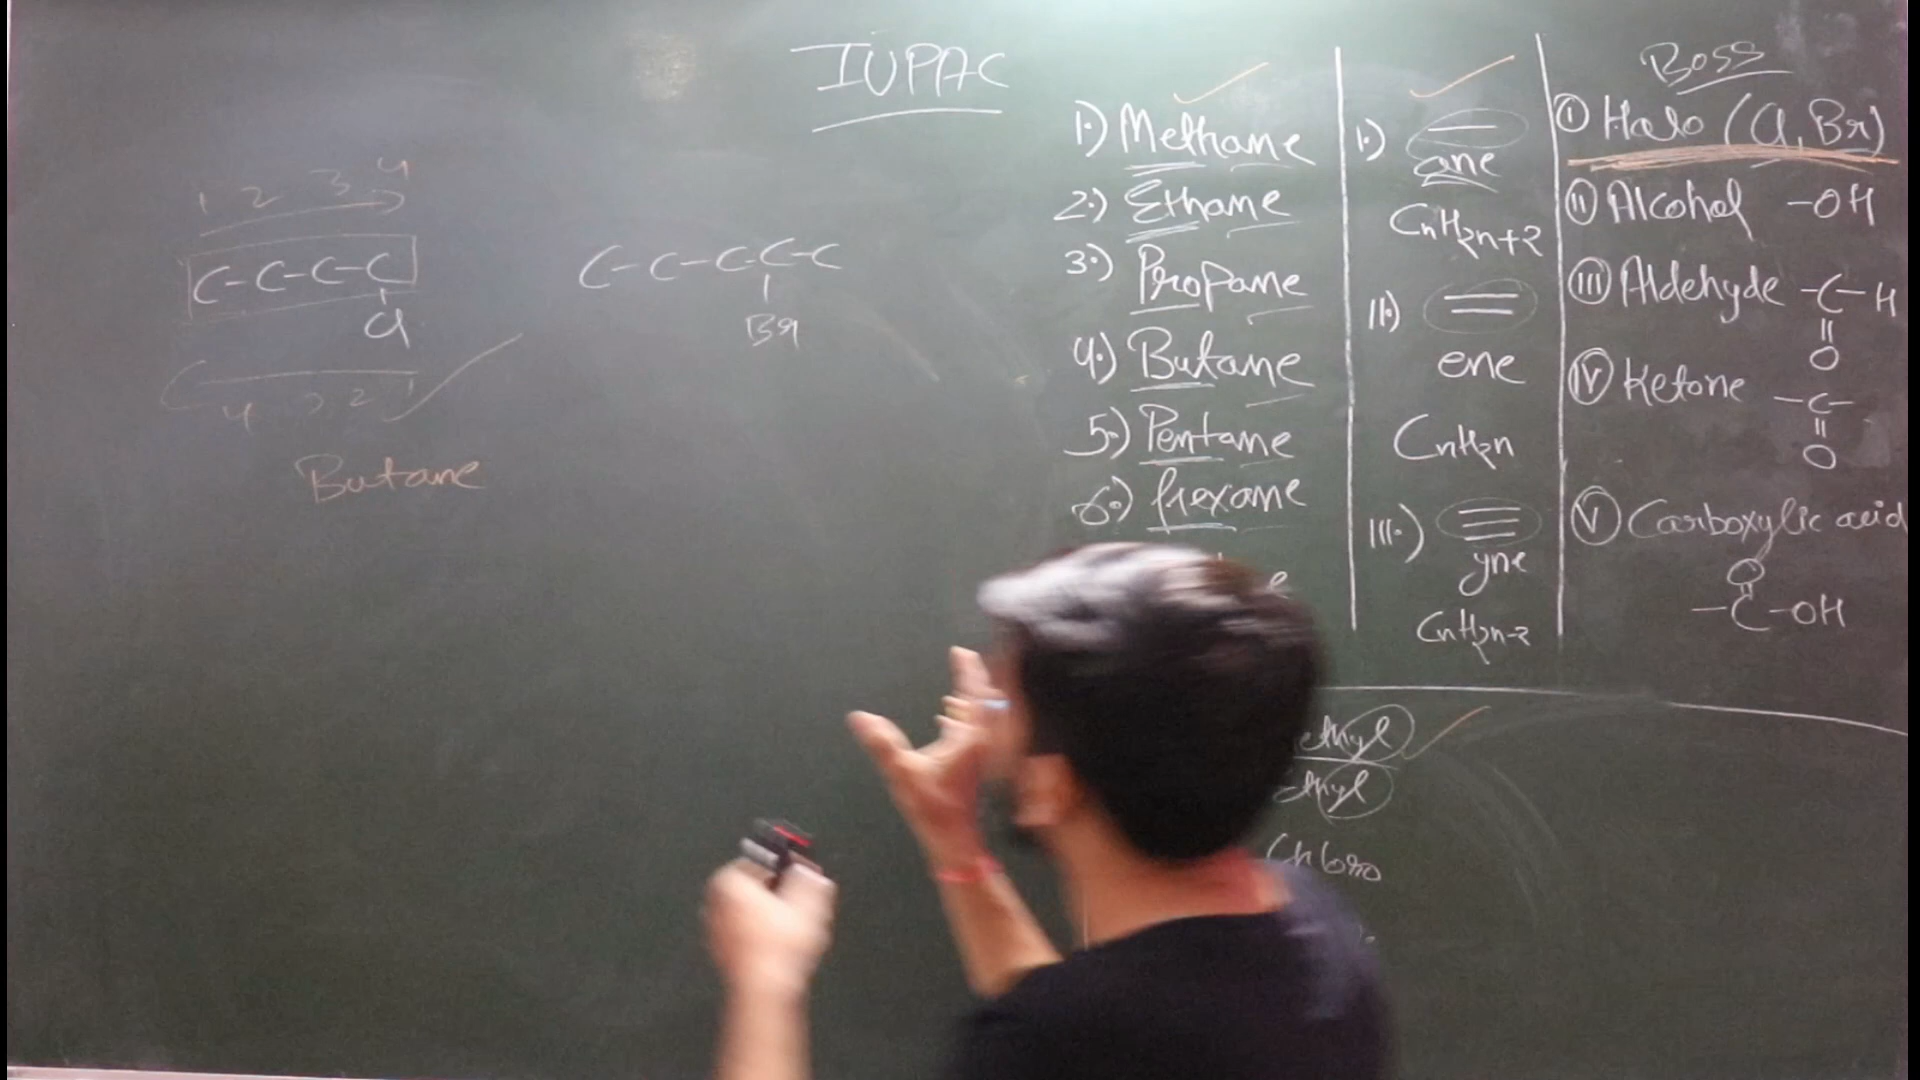 IUPAC
1 2 3 4
C-C-C-C
Cl
4 3 2 1
Butane
C-C-C-C-C
Br
1.) Methane
2.) Ethane
3.) Propane
4.) Butane
5.) Pentane
6.) Hexane
I.) —
ane
CnH2n+2
II.) =
ene
CnH2n
III.) ≡
yne
CnH2n-2
Boss
(I) Halo (Cl, Br)
(II) Alcohol -OH
(III) Aldehyde -C-H
||
O
(IV) Ketone -C-
||
O
(V) Carboxylic acid
O
||
-C-OH
ethyl
Chloro